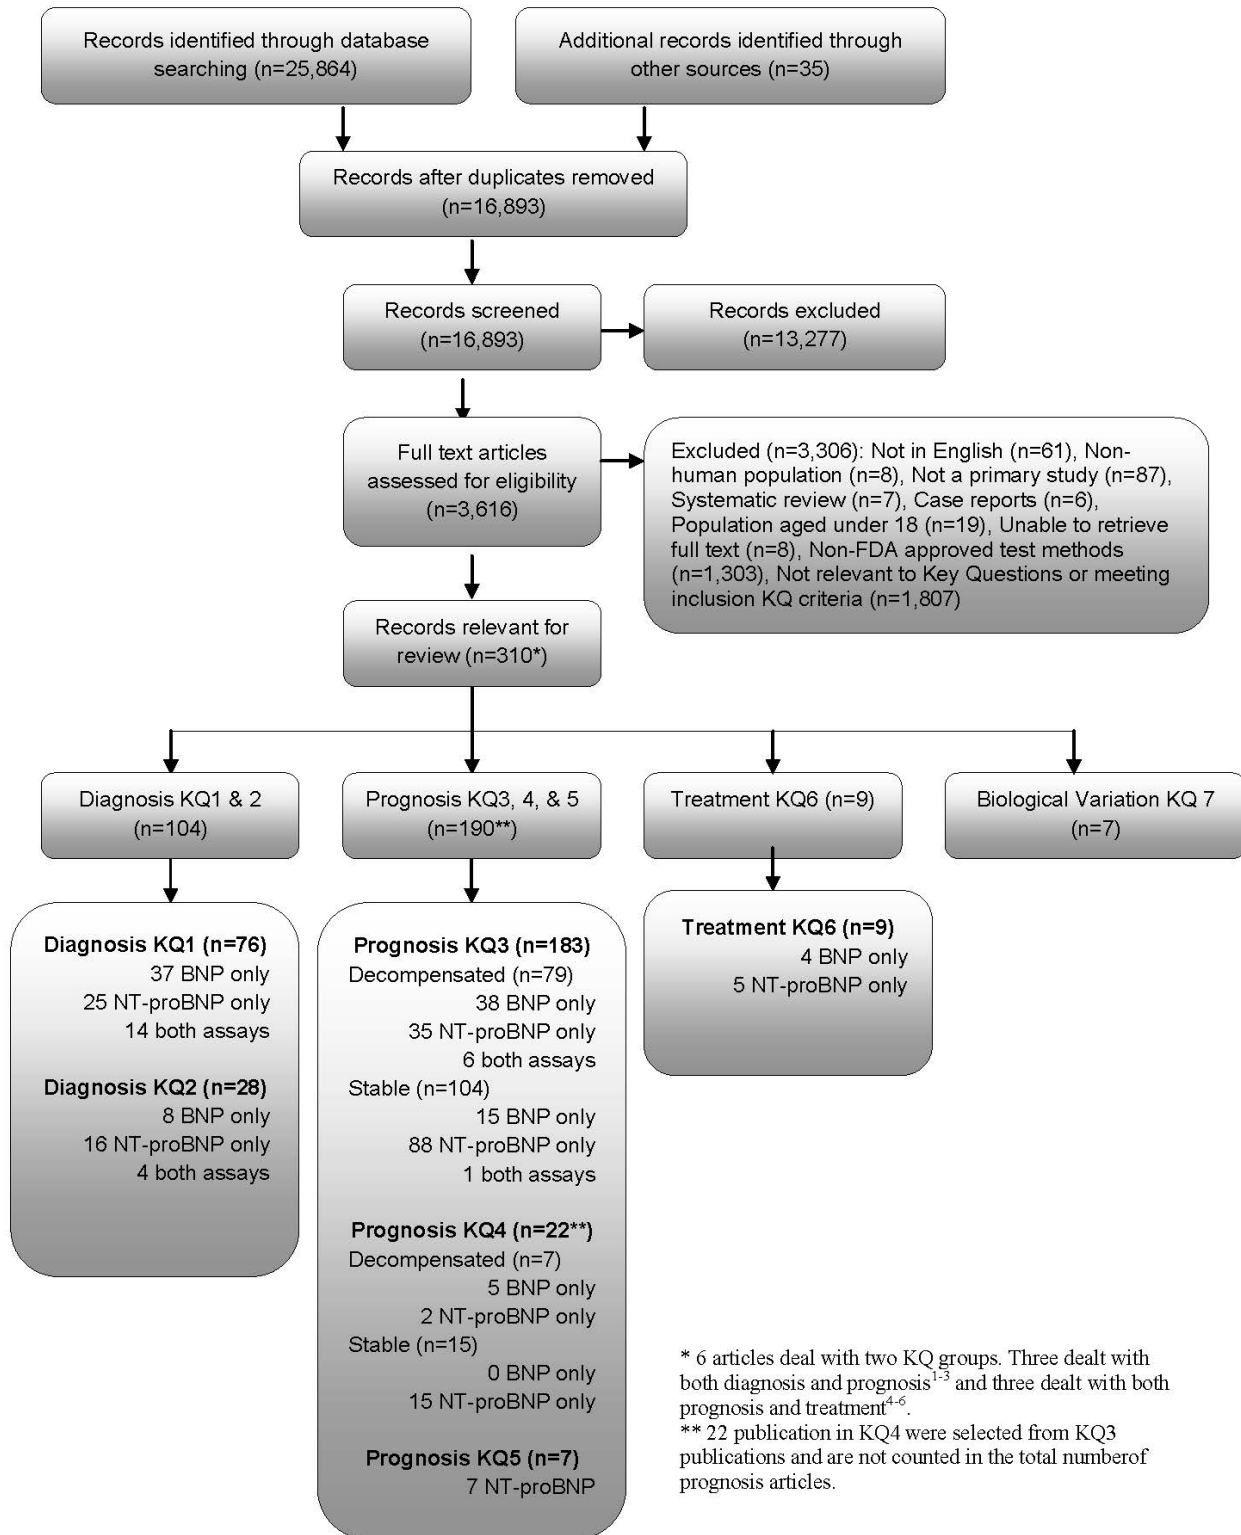 Records identified through database
searching (n=25,864)
Additional records identified through
other sources (n=35)
Records after duplicates removed
(n=16,893)
Records screened
(n=16,893)
Records excluded
(n=13,277)
Full text articles
assessed for eligibility
(n=3,616)
Excluded (n=3,306): Not in English (n=61), Non-
human population (n=8), Not a primary study (n=87),
Systematic review (n=7), Case reports (n=6),
Population aged under 18 (n=19), Unable to retrieve
full text (n=8), Non-FDA approved test methods
(n=1,303), Not relevant to Key Questions or meeting
inclusion KQ criteria (n=1,807)
Records relevant for
review (n=310*)
Diagnosis KQ1 & 2
(n=104)
Prognosis KQ3, 4, & 5
(n=190**)
Treatment KQ6 (n=9)
Biological Variation KQ 7
(n=7)
Diagnosis KQ1 (n=76)
37 BNP only
25 NT-proBNP only
14 both assays
Diagnosis KQ2 (n=28)
8 BNP only
16 NT-proBNP only
4 both assays
Prognosis KQ3 (n=183)
Decompensated (n=79)
38 BNP only
35 NT-proBNP only
6 both assays
Stable (n=104)
15 BNP only
88 NT-proBNP only
1 both assays
Prognosis KQ4 (n=22**)
Decompensated (n=7)
5 BNP only
2 NT-proBNP only
Stable (n=15)
0 BNP only
15 NT-proBNP only
Prognosis KQ5 (n=7)
7 NT-proBNP
Treatment KQ6 (n=9)
4 BNP only
5 NT-proBNP only
* 6 articles deal with two KQ groups. Three dealt with
both diagnosis and prognosis1-3 and three dealt with both
prognosis and treatment4-6.
** 22 publication in KQ4 were selected from KQ3
publications and are not counted in the total numberof
prognosis articles.